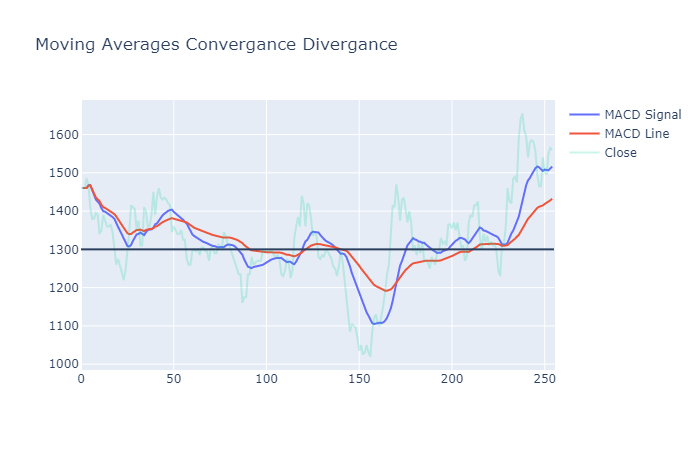 Moving Averages Convergance Divergance
MACD Signal
MACD Line
Close
1600
1500
1400
1300
1200
1100
1000
0 50 100 150 200 250